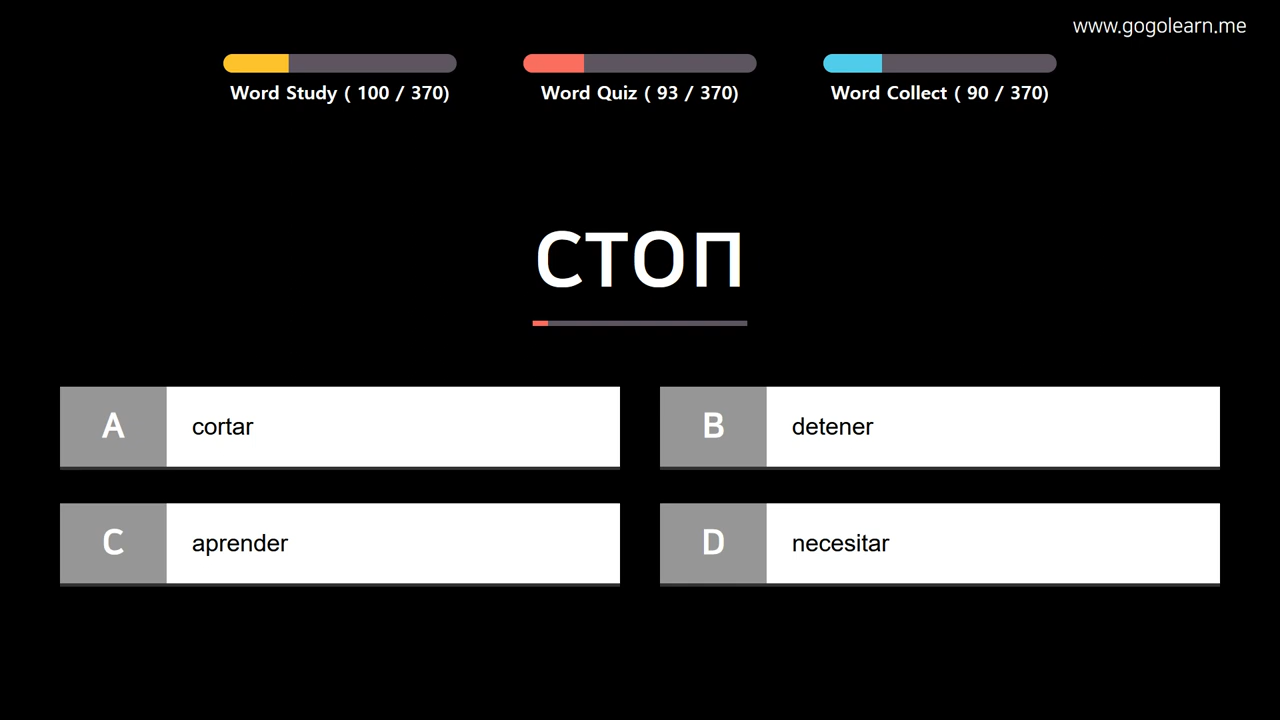 www.gogolearn.me
Word Study ( 100 / 370)
Word Quiz ( 93 / 370)
Word Collect ( 90 / 370)
стоп
A
cortar
B
detener
C
aprender
D
necesitar